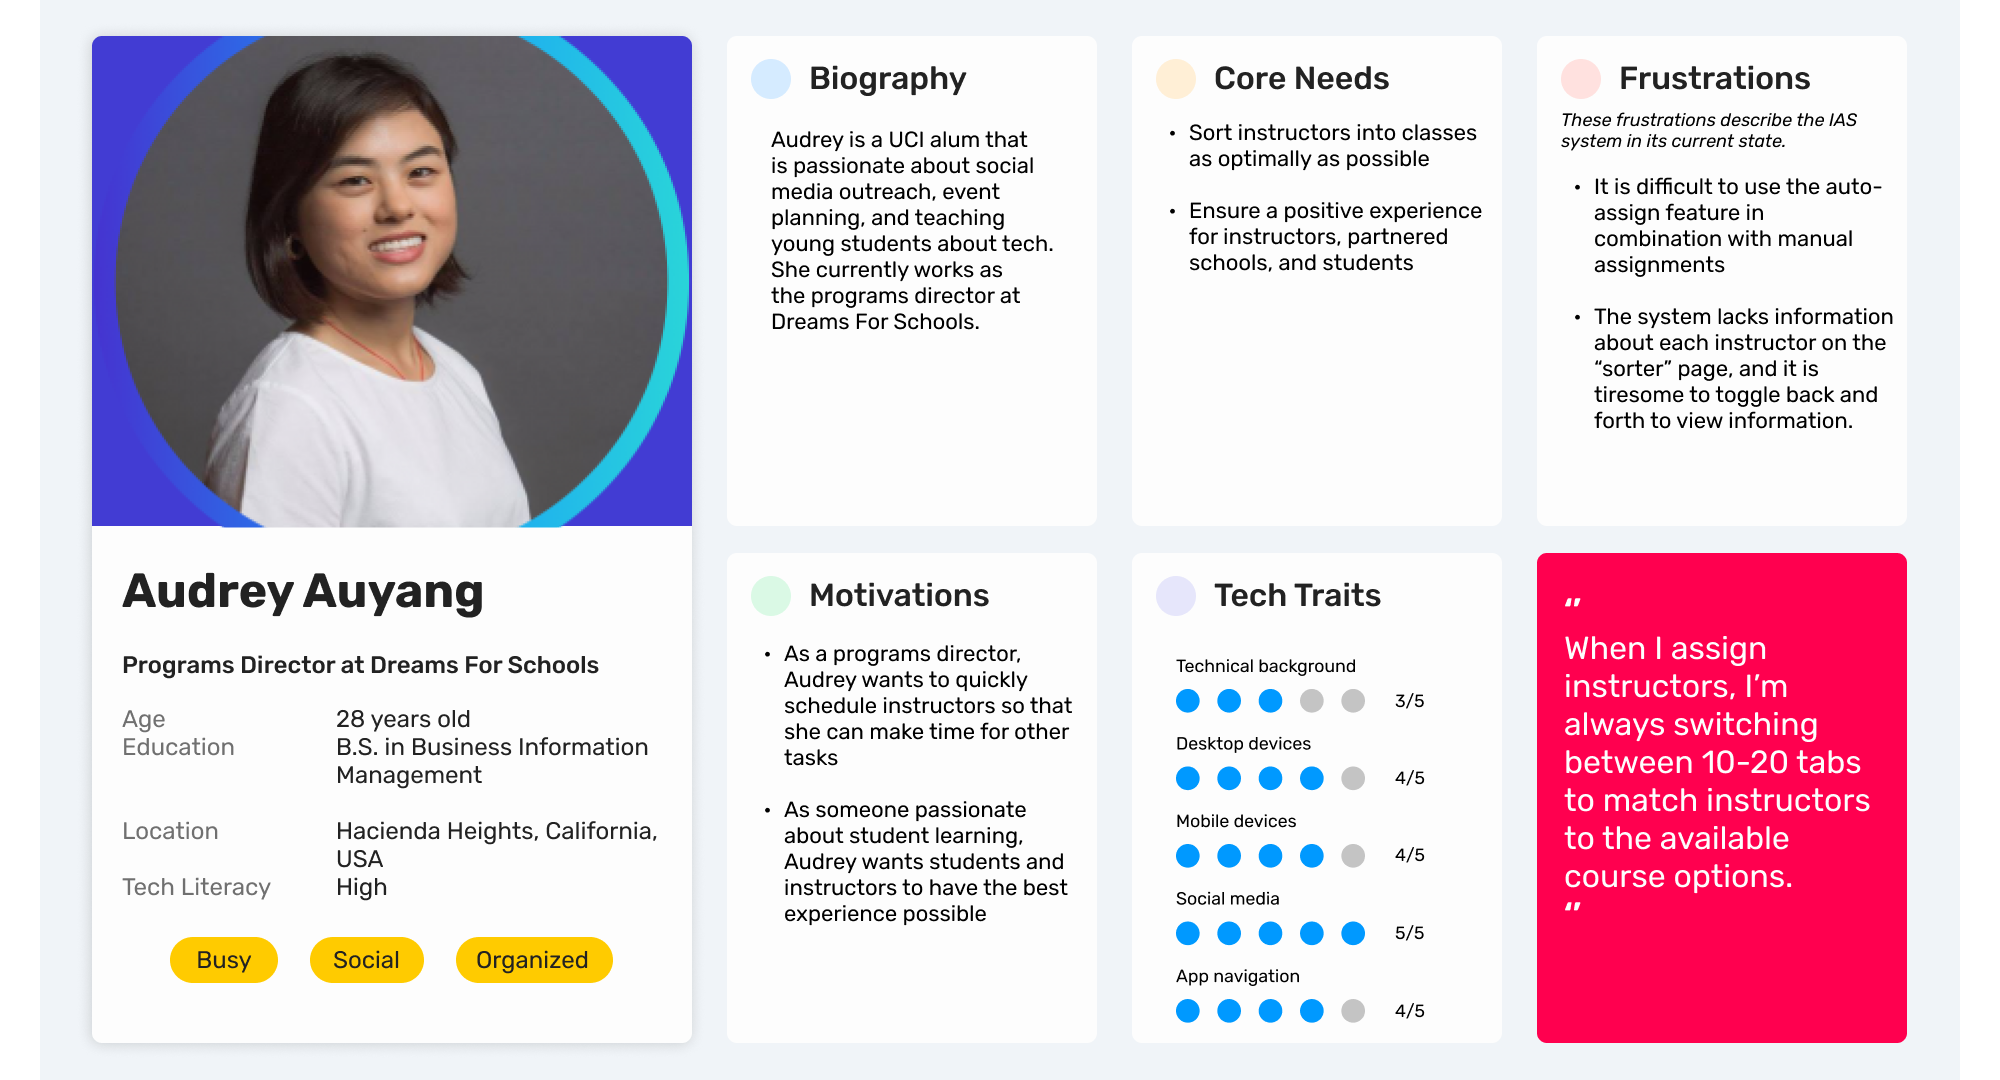 Audrey Auyang
Programs Director at Dreams For Schools
Age 28 years old
Education B.S. in Business Information
Management
Location Hacienda Heights, California,
USA
Tech Literacy High
Busy Social Organized
Biography
Audrey is a UCI alum that
is passionate about social
media outreach, event
planning, and teaching
young students about tech.
She currently works as
the programs director at
Dreams For Schools.
Core Needs
• Sort instructors into classes
as optimally as possible
• Ensure a positive experience
for instructors, partnered
schools, and students
Frustrations
These frustrations describe the IAS
system in its current state.
• It is difficult to use the auto-
assign feature in
combination with manual
assignments
• The system lacks information
about each instructor on the
“sorter” page, and it is
tiresome to toggle back and
forth to view information.
Motivations
• As a programs director,
Audrey wants to quickly
schedule instructors so that
she can make time for other
tasks
• As someone passionate
about student learning,
Audrey wants students and
instructors to have the best
experience possible
Tech Traits
Technical background
3/5
Desktop devices
4/5
Mobile devices
4/5
Social media
5/5
App navigation
4/5
“
When I assign
instructors, I’m
always switching
between 10-20 tabs
to match instructors
to the available
course options.
“